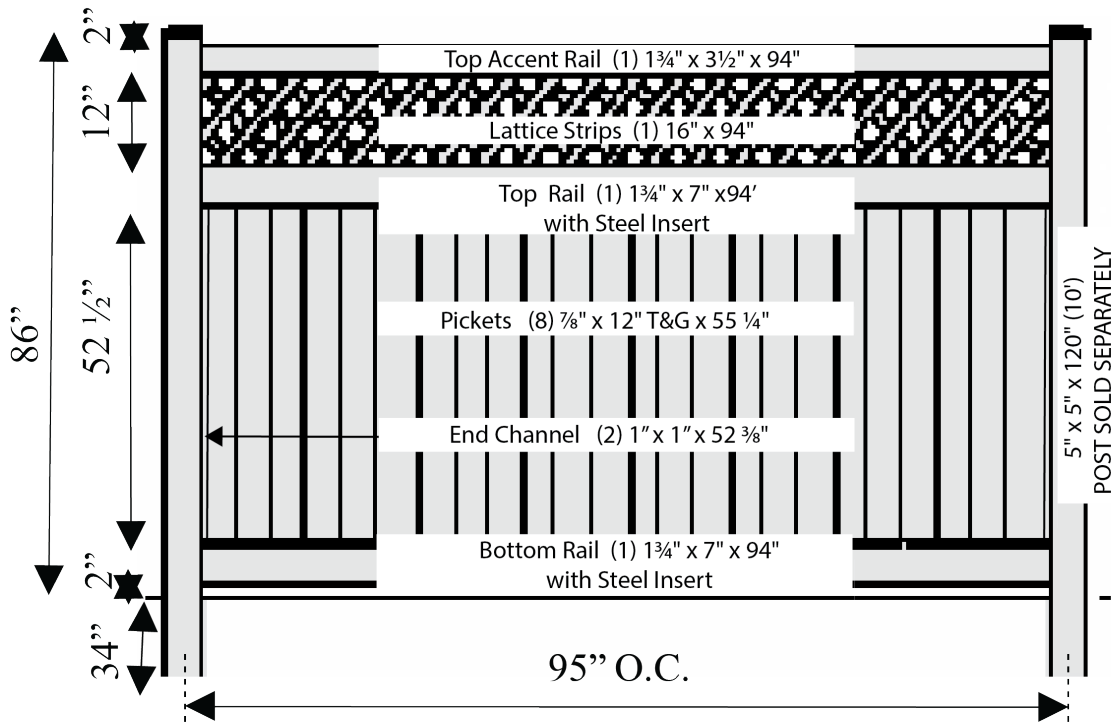 2”
Top Accent Rail (1) 1¾" x 3½" x 94"
12”
Lattice Strips (1) 16" x 94"
Top Rail (1) 1¾" x 7" x94’
with Steel Insert
86”
52 ½”
Pickets (8) ⅞" x 12" T&G x 55 ¼"
End Channel (2) 1” x 1” x 52 ⅜"
5" x 5" x 120" (10')
POST SOLD SEPARATELY
Bottom Rail (1) 1¾" x 7" x 94"
with Steel Insert
2”
34”
95” O.C.